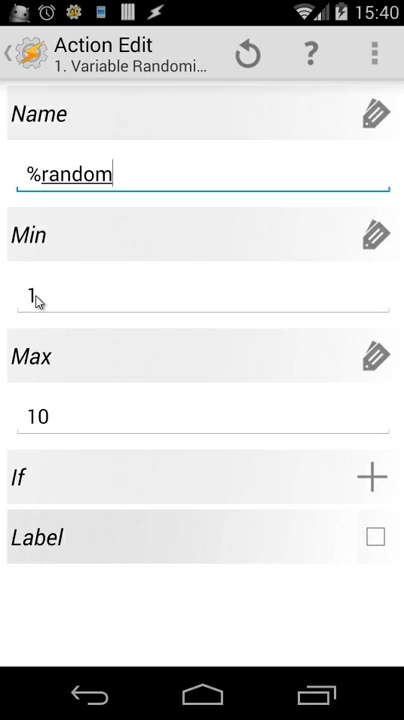 15:40
Action Edit
1. Variable Randomi...
Name
%random
Min
1
Max
10
If
Label